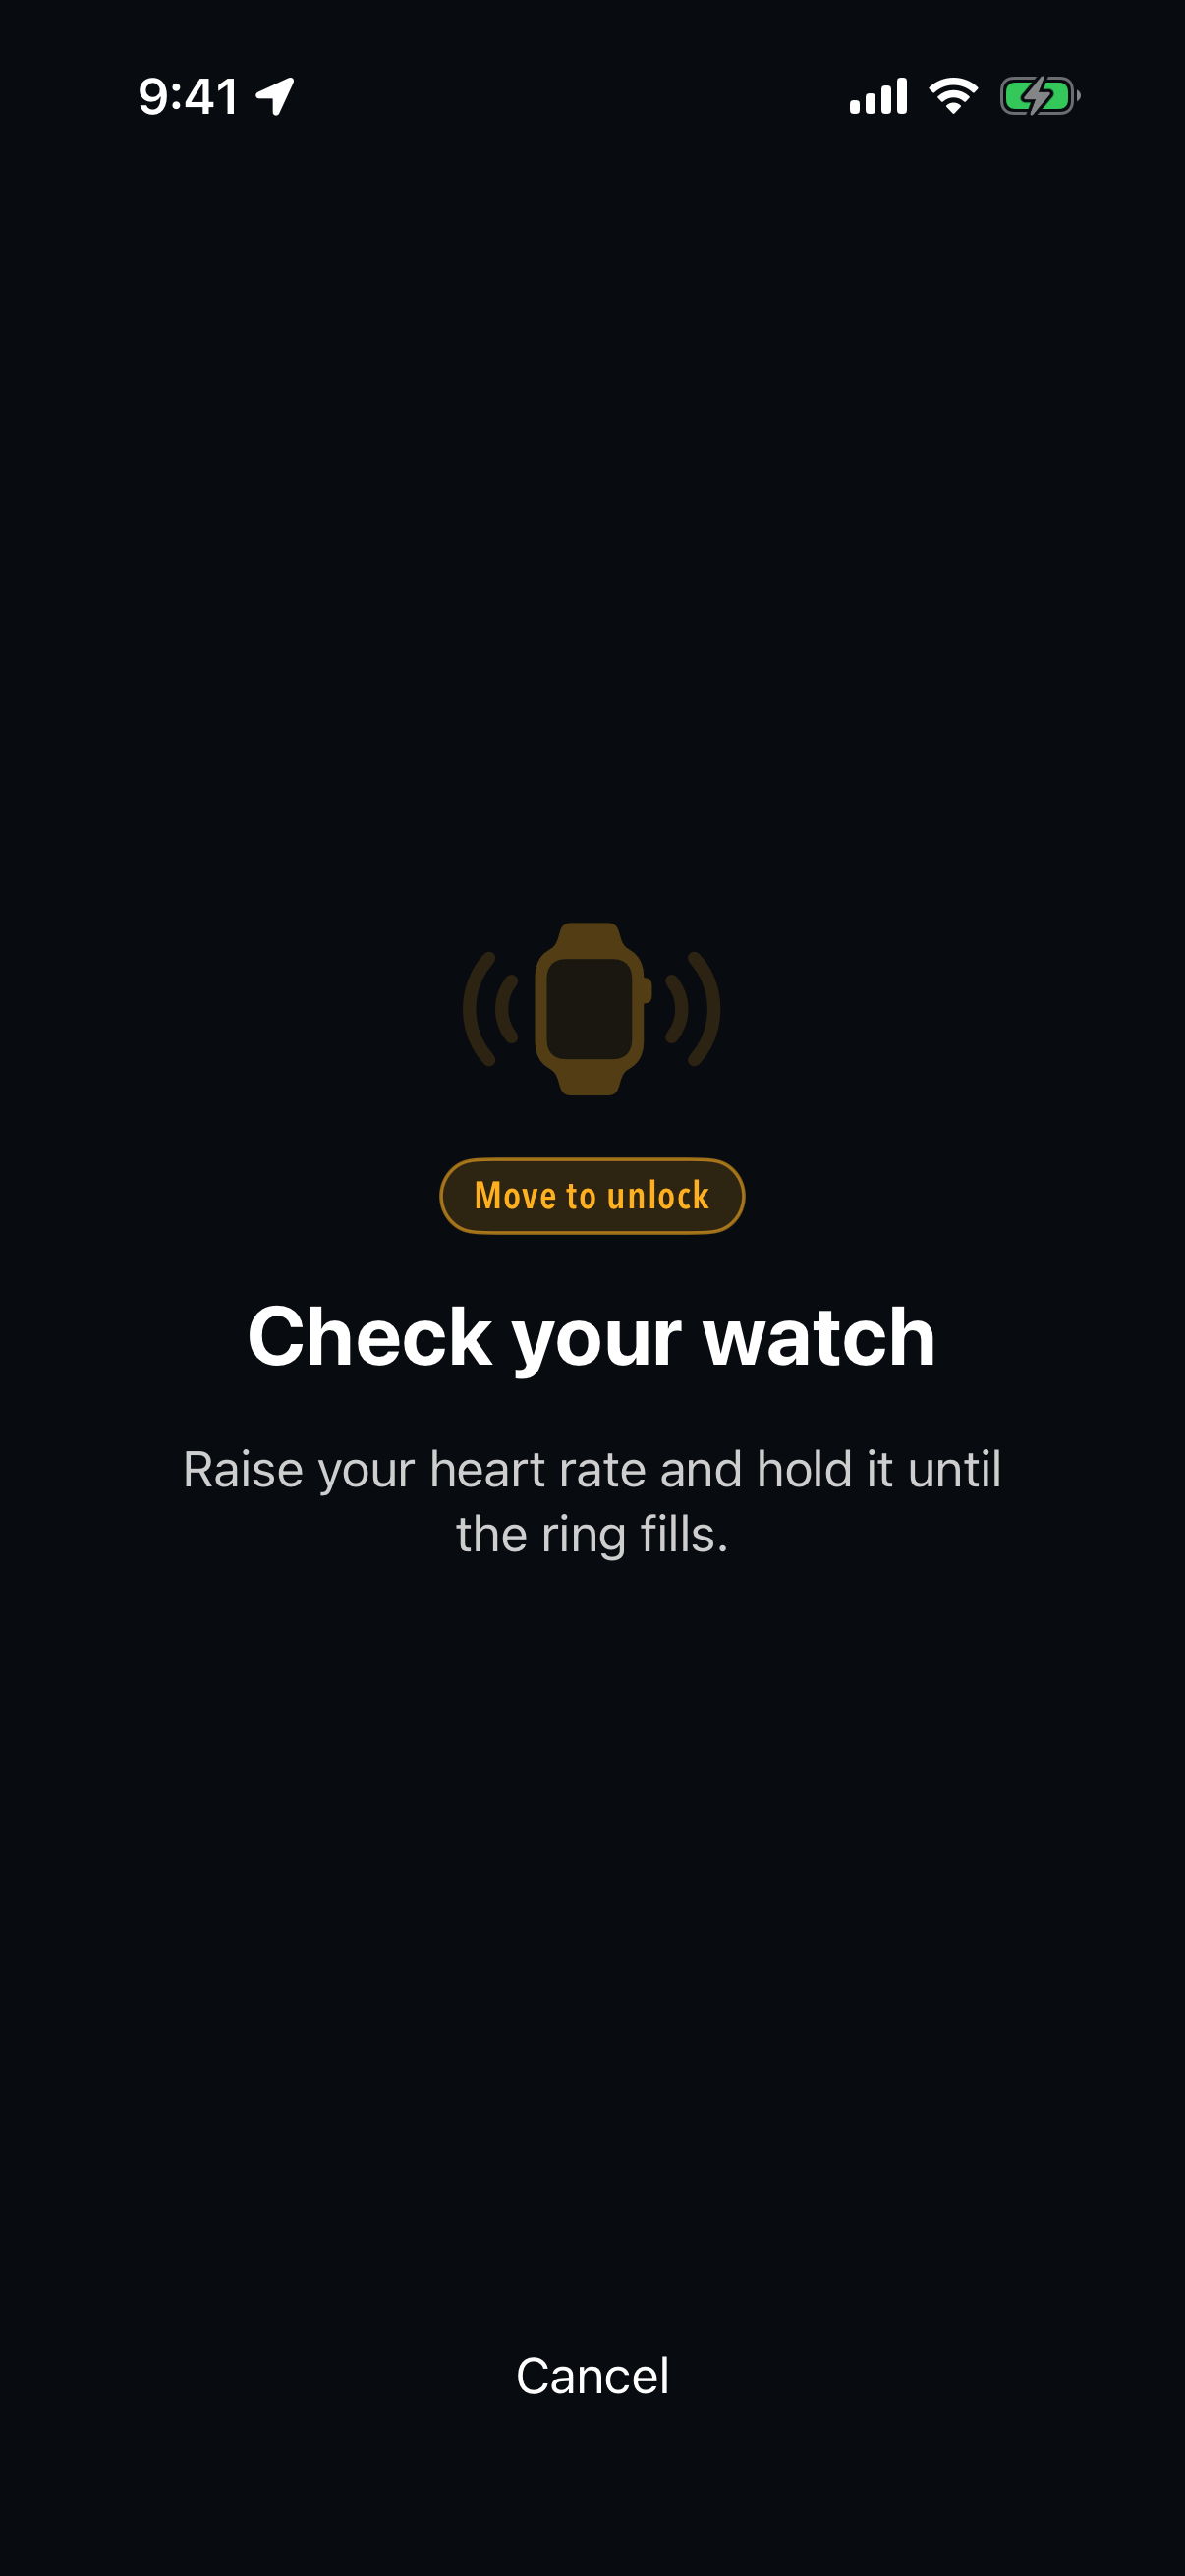 9:41
Move to unlock
Check your watch
Raise your heart rate and hold it until
the ring fills.
Cancel